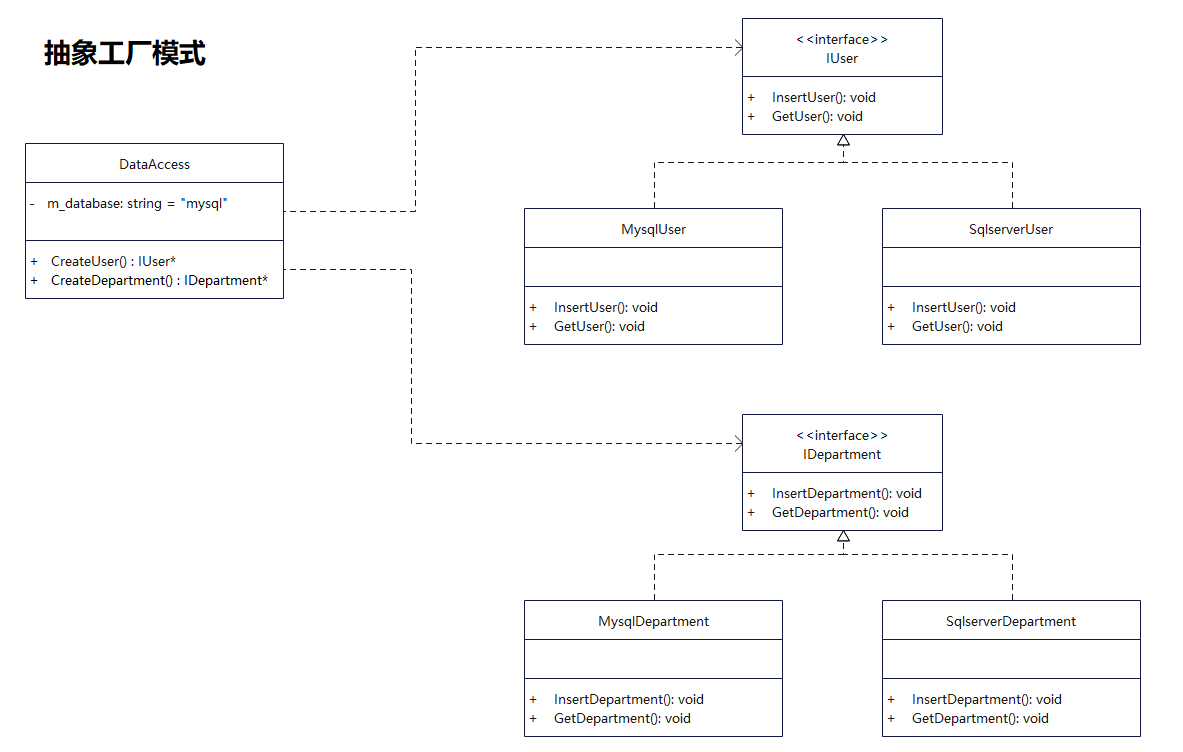 抽象工厂模式
<<interface>>
IUser
+ InsertUser(): void
+ GetUser(): void
DataAccess
- m_database: string = "mysql"
+ CreateUser() : IUser*
+ CreateDepartment() : IDepartment*
MysqlUser
+ InsertUser(): void
+ GetUser(): void
SqlserverUser
+ InsertUser(): void
+ GetUser(): void
<<interface>>
IDepartment
+ InsertDepartment(): void
+ GetDepartment(): void
MysqlDepartment
+ InsertDepartment(): void
+ GetDepartment(): void
SqlserverDepartment
+ InsertDepartment(): void
+ GetDepartment(): void